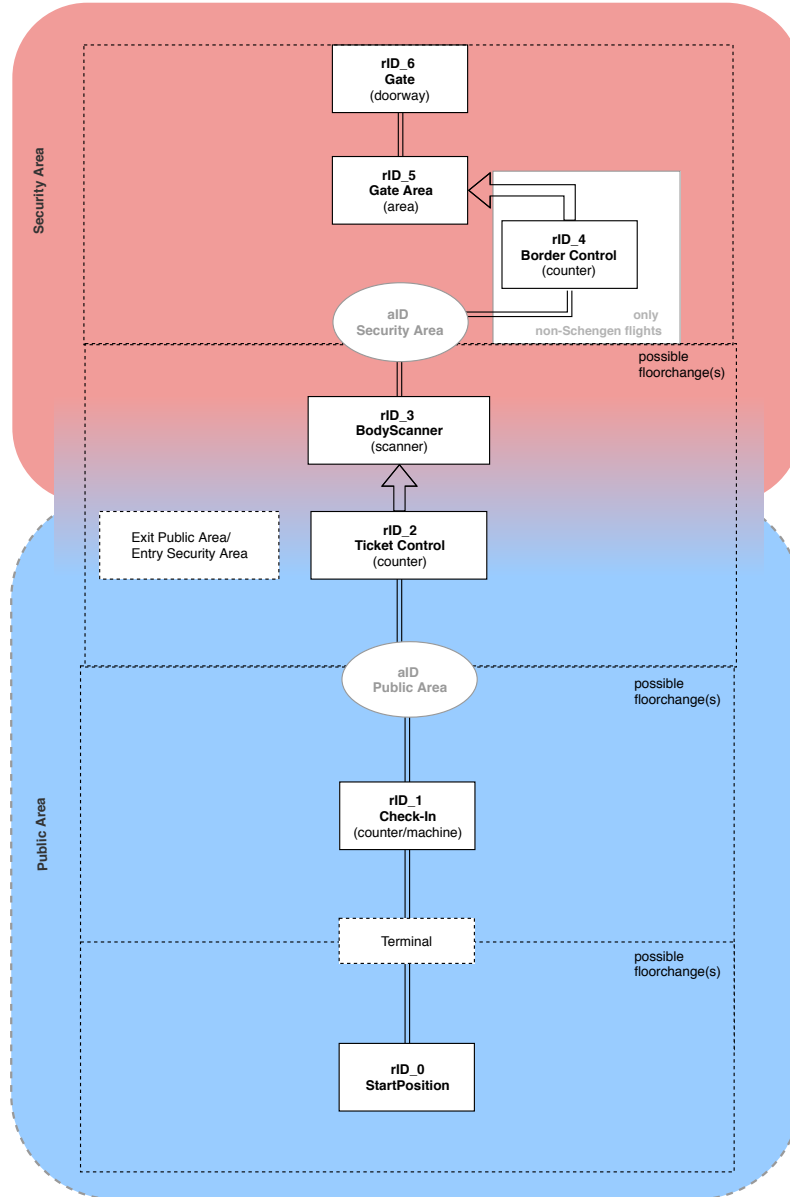 rID_6
Gate
(doorway)
Security Area
rID_5
Gate Area
(area)
rID_4
Border Control
(counter)
aID
Security Area
only
non-Schengen flights
possible
floorchange(s)
rID_3
BodyScanner
(scanner)
Exit Public Area/
Entry Security Area
rID_2
Ticket Control
(counter)
aID
Public Area
possible
floorchange(s)
rID_1
Check-In
(counter/machine)
Public Area
Terminal
possible
floorchange(s)
rID_0
StartPosition